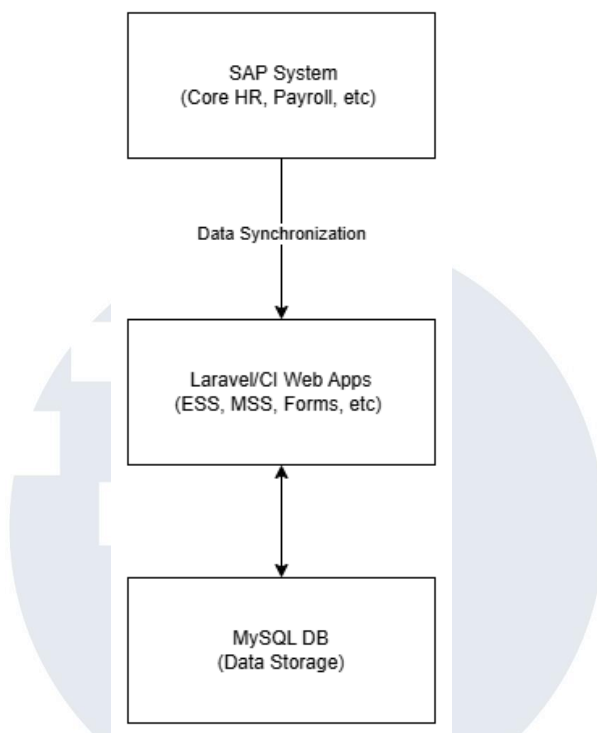 SAP System
(Core HR, Payroll, etc)
Data Synchronization
Laravel/CI Web Apps
(ESS, MSS, Forms, etc)
MySQL DB
(Data Storage)